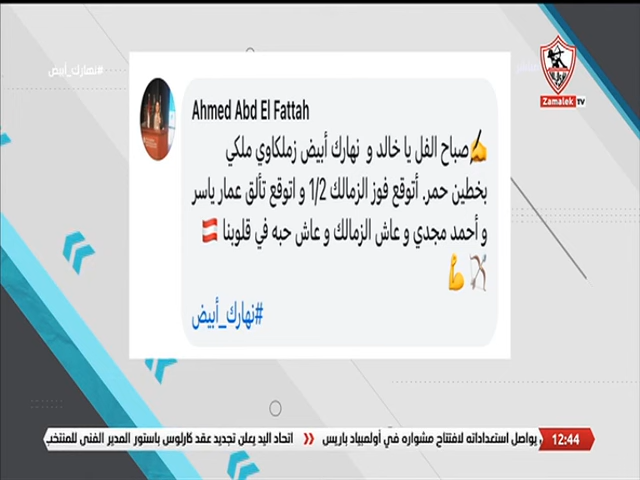 #نهارك_أبيض
Zamalek TV
Ahmed Abd El Fattah
✍️صباح الفل يا خالد و نهارك أبيض زملكاوي ملكي
بخطين حمر. أتوقع فوز الزمالك 1/2 و اتوقع تألق عمار ياسر
و أحمد مجدي و عاش الزمالك و عاش حبه في قلوبنا 🇦🇹
🏹💪
#نهارك_أبيض
يواصل استعداداته لافتتاح مشواره في أولمبياد باريس » اتحاد اليد يعلن تجديد عقد كارلوس باستور المدير الفني للمنتخب
12:44